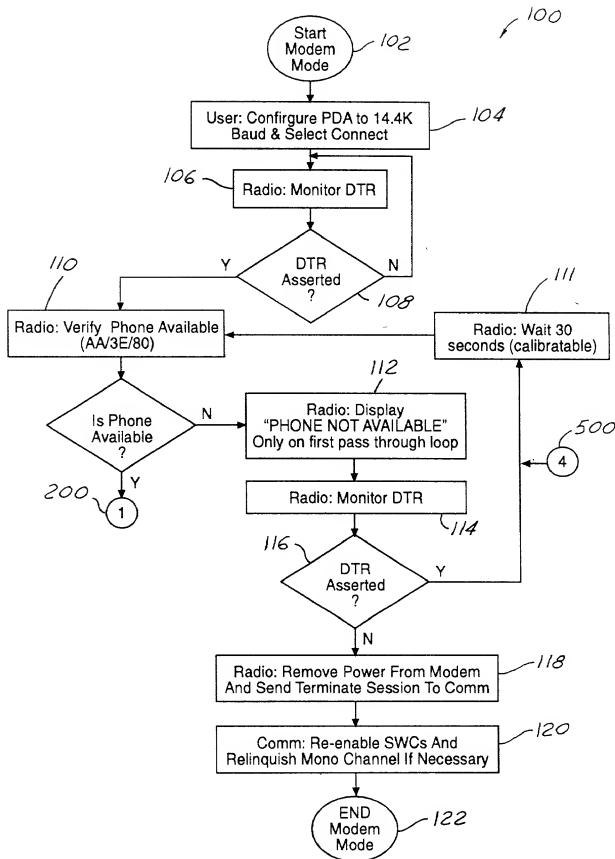 100
Start
Modem
Mode
102
User: Confirgure PDA to 14.4K
Baud & Select Connect
104
106
Radio: Monitor DTR
DTR
Asserted
?
Y
N
108
110
Radio: Verify Phone Available
(AA/3E/80)
111
Radio: Wait 30
seconds (calibratable)
Is Phone
Available
?
N
Y
112
Radio: Display
“PHONE NOT AVAILABLE”
Only on first pass through loop
500
4
200
1
Radio: Monitor DTR
114
116
DTR
Asserted
?
Y
N
Radio: Remove Power From Modem
And Send Terminate Session To Comm
118
Comm: Re-enable SWCs And
Relinquish Mono Channel If Necessary
120
END
Modem
Mode
122